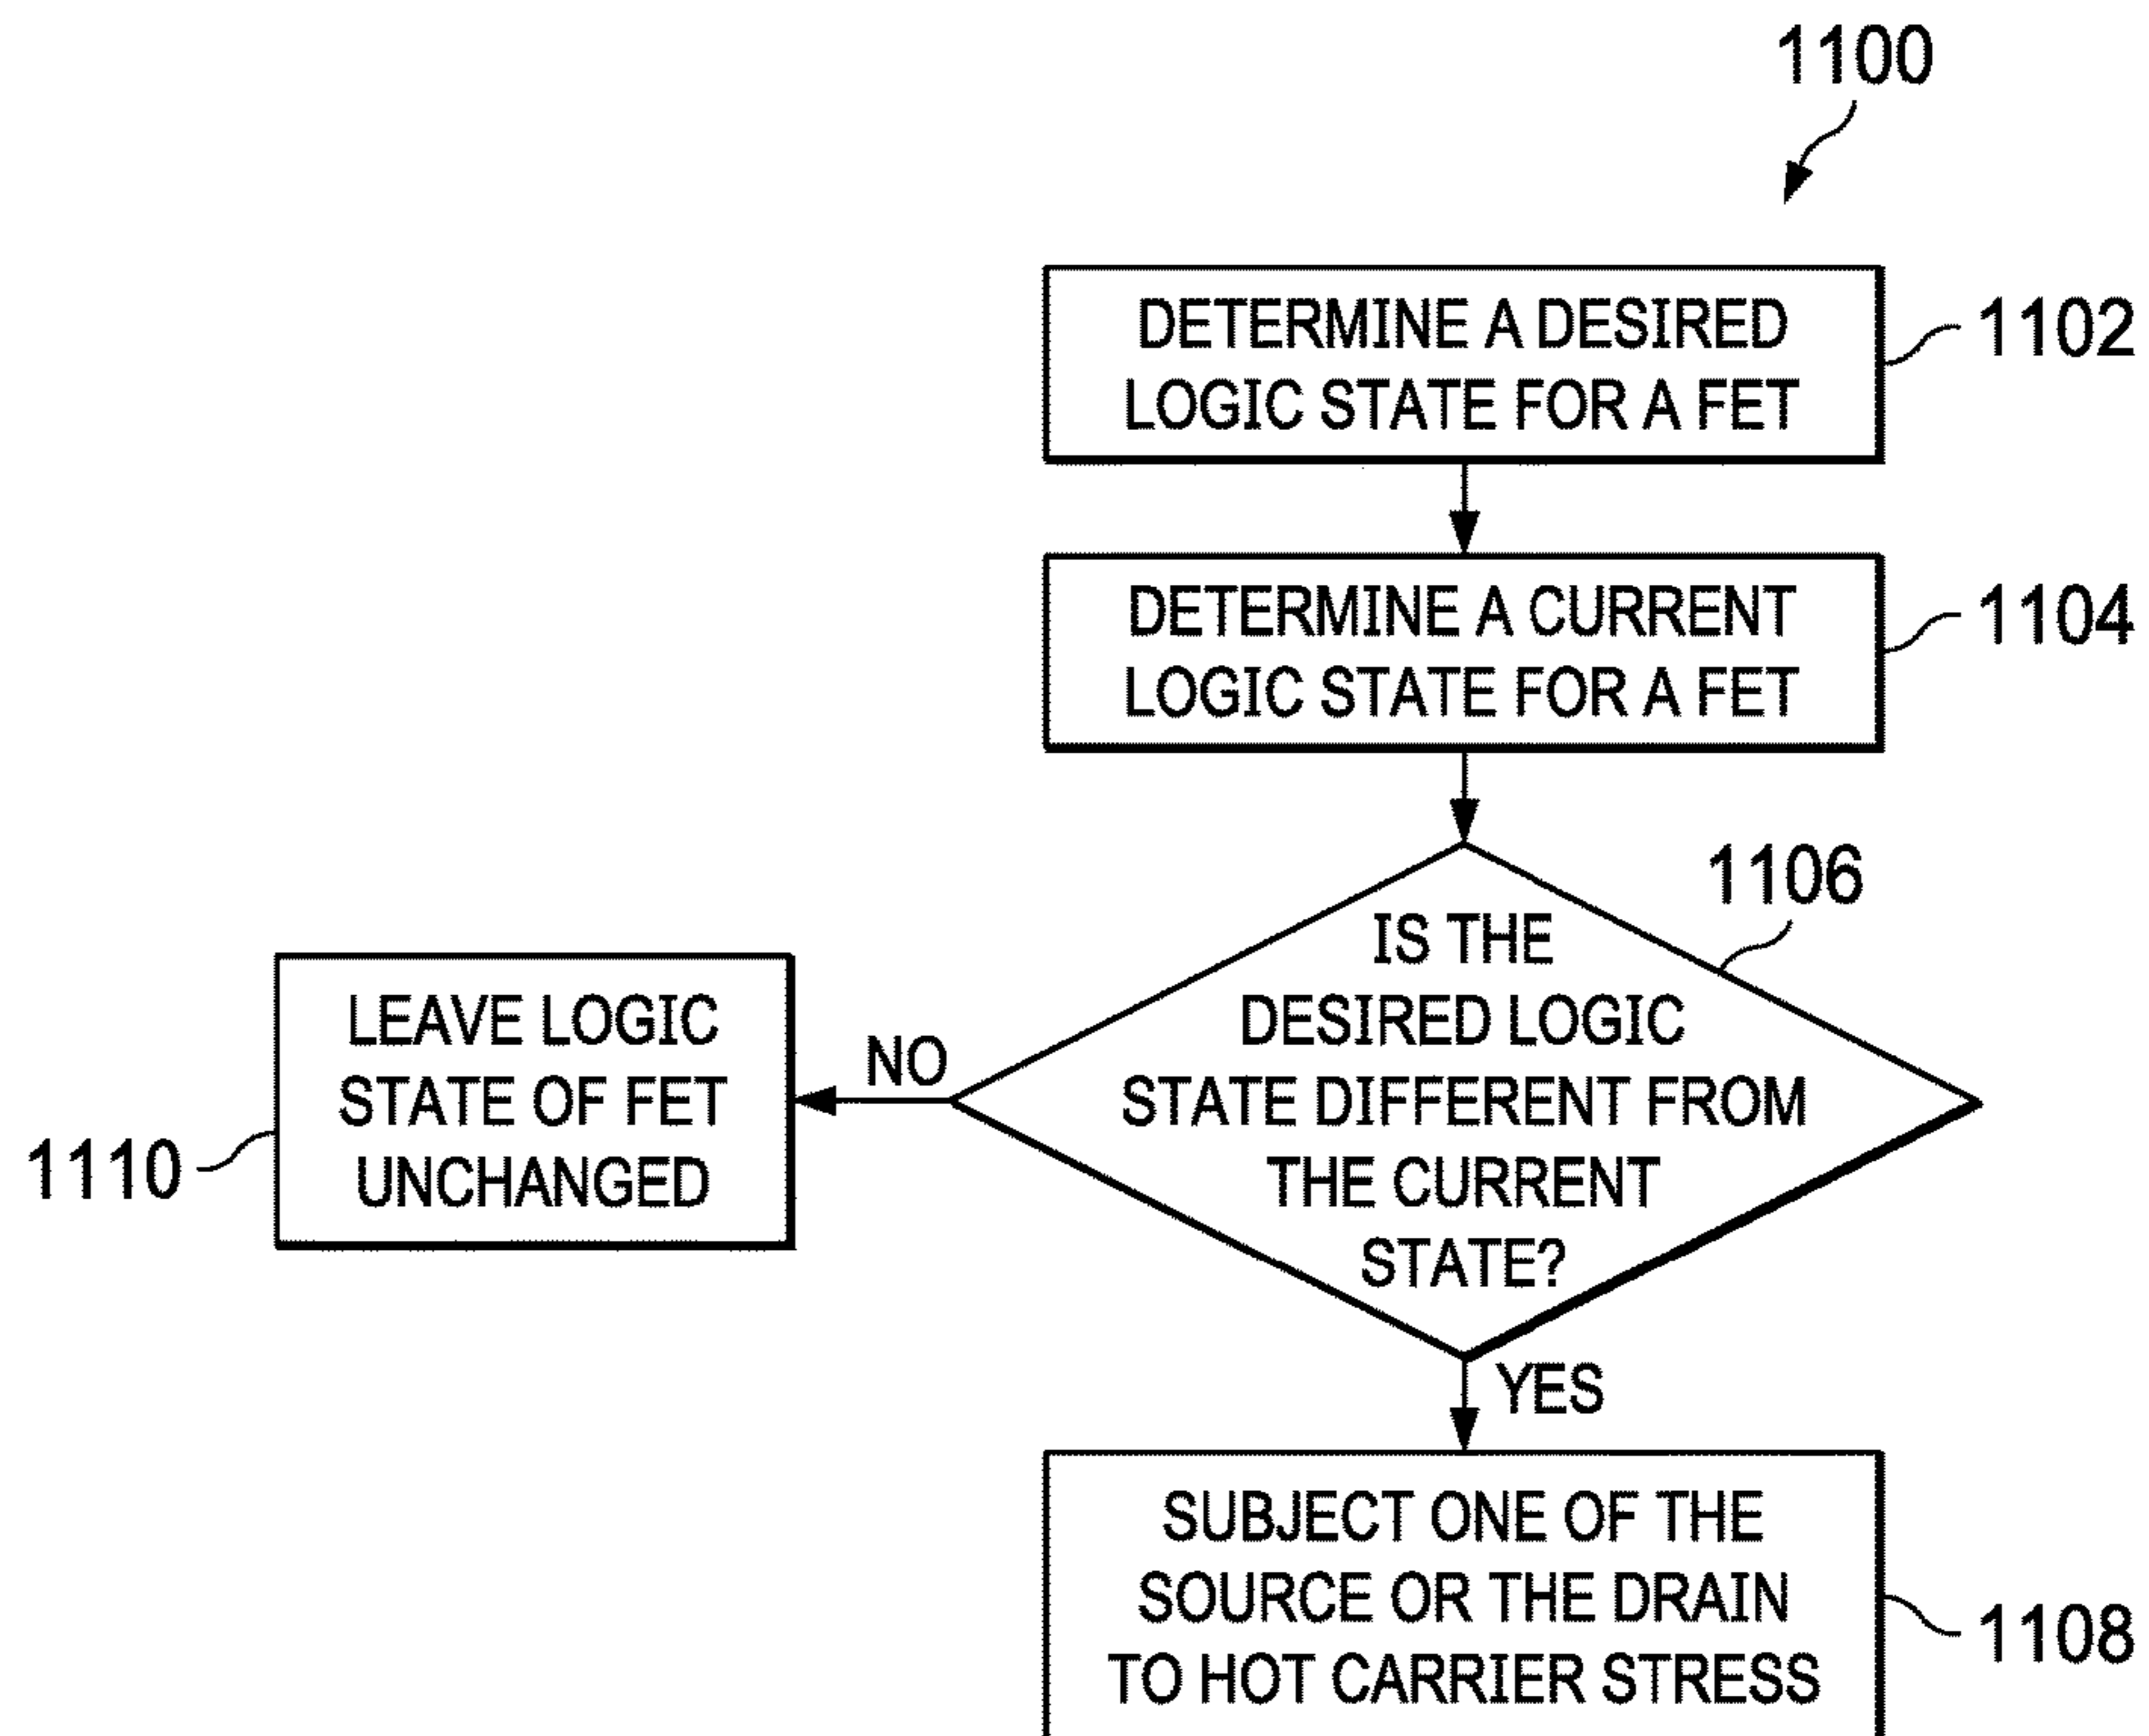 1100
DETERMINE A DESIRED
LOGIC STATE FOR A FET
1102
DETERMINE A CURRENT
LOGIC STATE FOR A FET
1104
1106
IS THE
DESIRED LOGIC
STATE DIFFERENT FROM
THE CURRENT
STATE?
NO
LEAVE LOGIC
STATE OF FET
UNCHANGED
1110
YES
SUBJECT ONE OF THE
SOURCE OR THE DRAIN
TO HOT CARRIER STRESS
1108